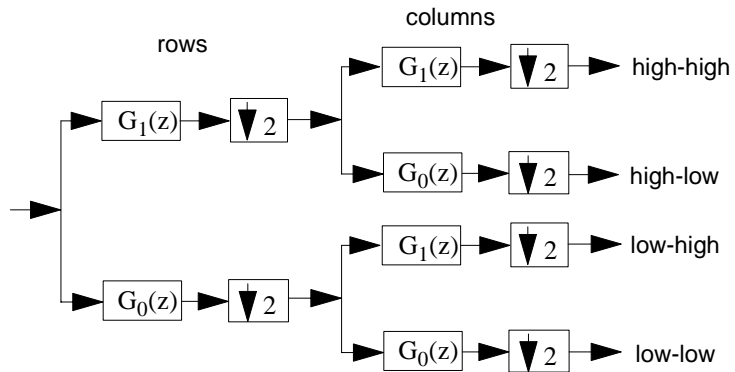 columns
rows
G1(z) 2 high-high
G1(z) 2
G0(z) 2 high-low
G1(z) 2 low-high
G0(z) 2
G0(z) 2 low-low